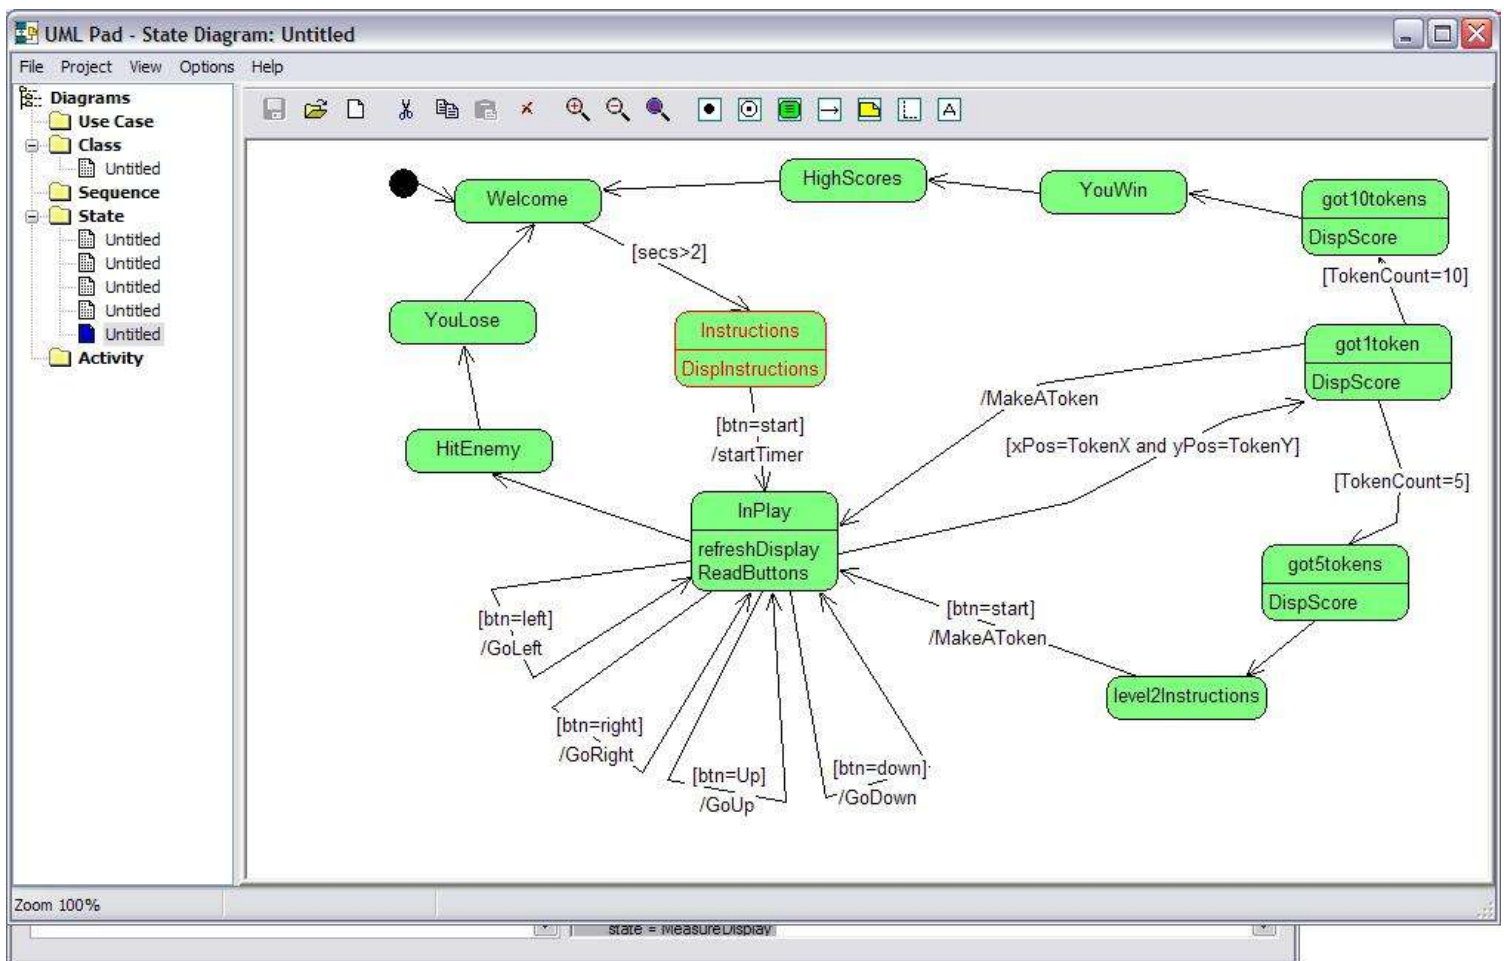 UML Pad - State Diagram: Untitled
File Project View Options Help
Diagrams
Use Case
Class
Untitled
Sequence
State
Untitled
Untitled
Untitled
Untitled
Untitled
Activity
A
Welcome
HighScores
YouWin
got10tokens
DispScore
[secs>2]
[TokenCount=10]
YouLose
Instructions
DispInstructions
got1token
DispScore
/MakeAToken
[btn=start]
/startTimer
[xPos=TokenX and yPos=TokenY]
HitEnemy
[TokenCount=5]
InPlay
refreshDisplay
ReadButtons
got5tokens
DispScore
[btn=left]
/GoLeft
[btn=start]
/MakeAToken
level2Instructions
[btn=right]
/GoRight
[btn=Up]
/GoUp
[btn=down]
/GoDown
Zoom 100%
state = MeasureDisplay